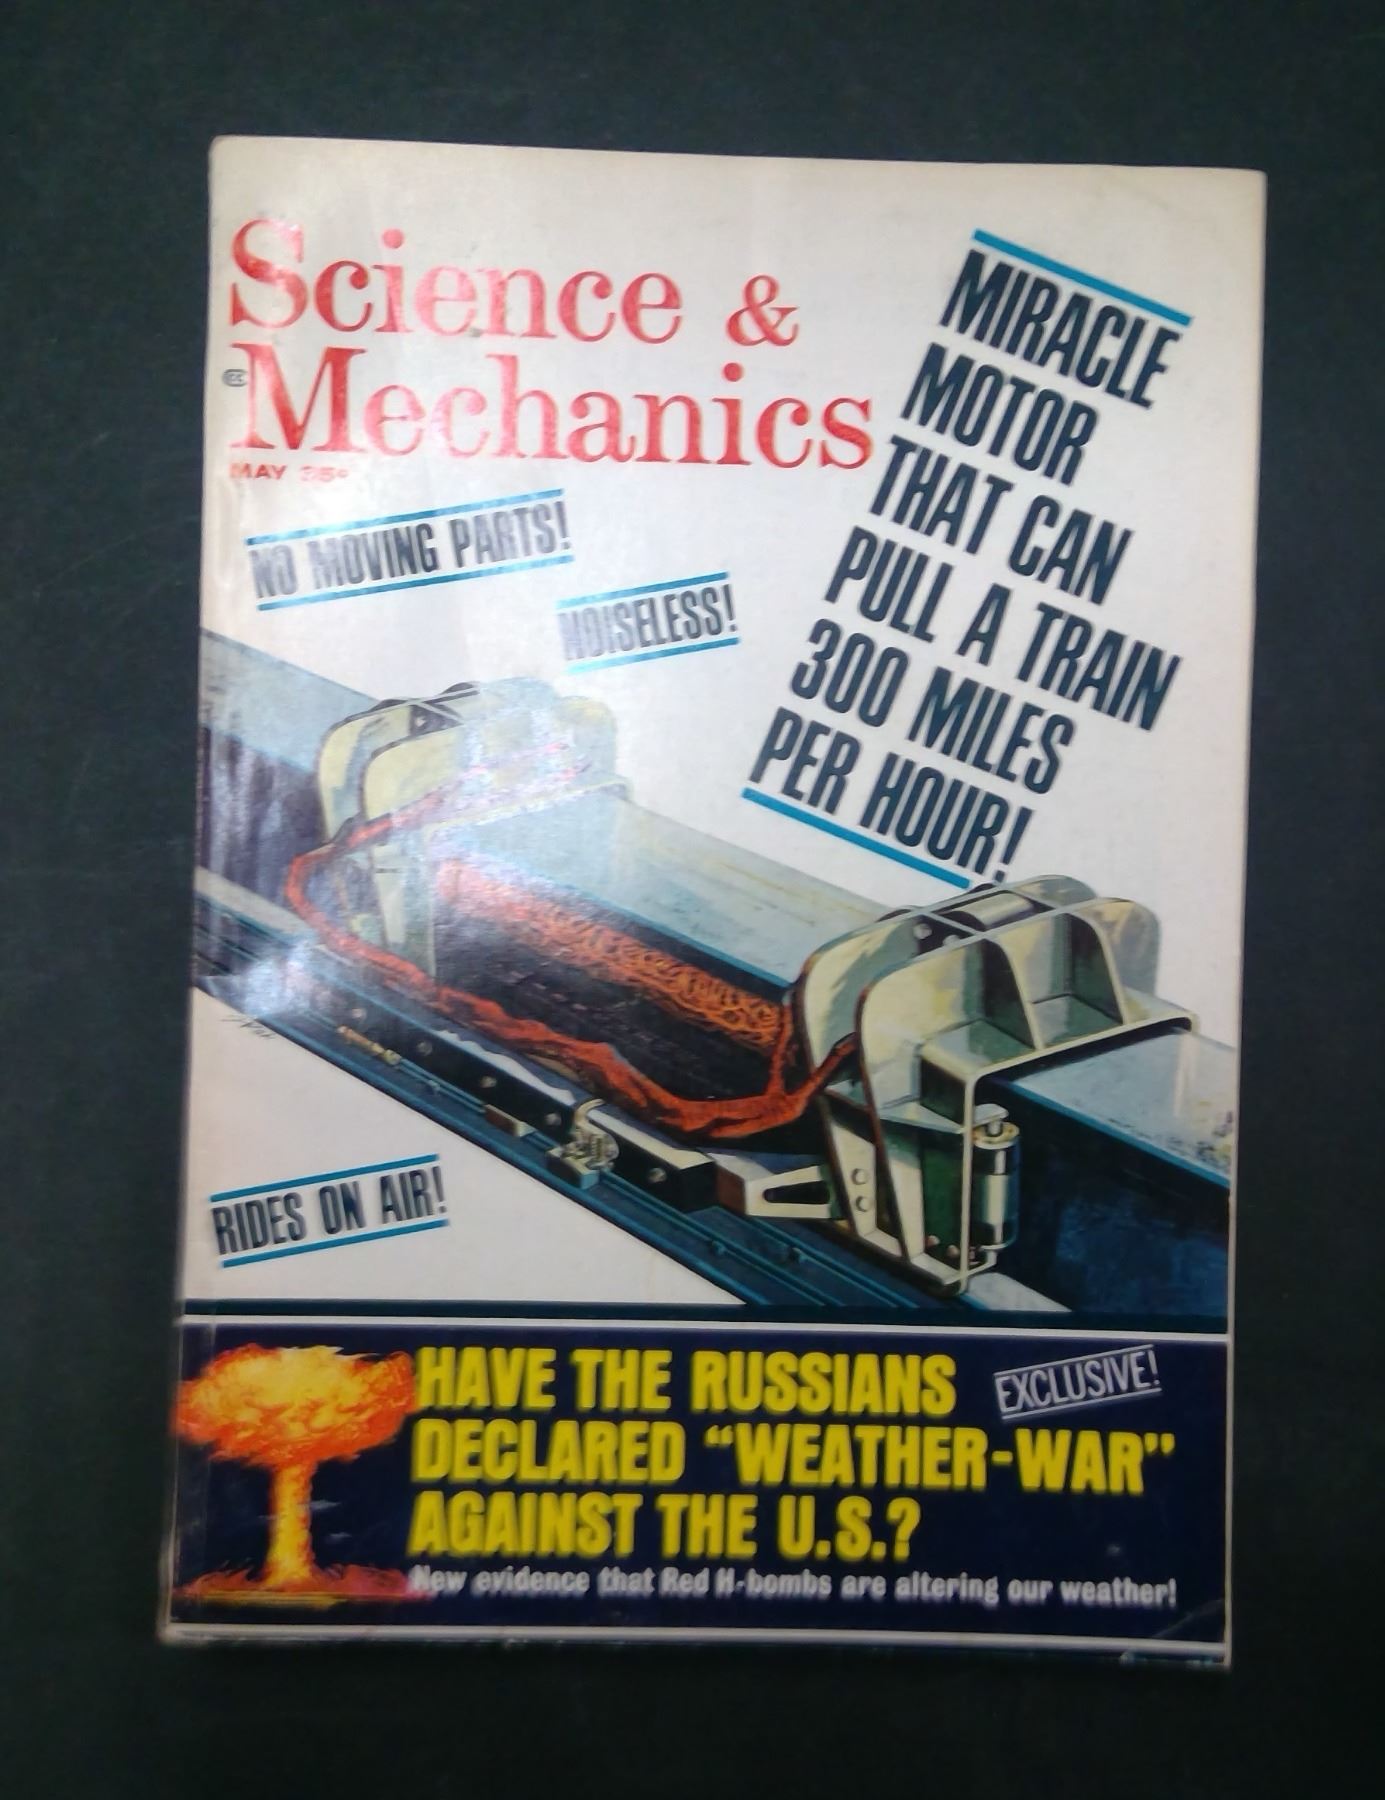 Science &
Mechanics
MAY 35¢
MIRACLE
MOTOR
THAT CAN
PULL A TRAIN
300 MILES
PER HOUR!
NO MOVING PARTS!
NOISELESS!
RIDES ON AIR!
HAVE THE RUSSIANS
EXCLUSIVE!
DECLARED “WEATHER-WAR”
AGAINST THE U.S.?
New evidence that Red H-bombs are altering our weather!